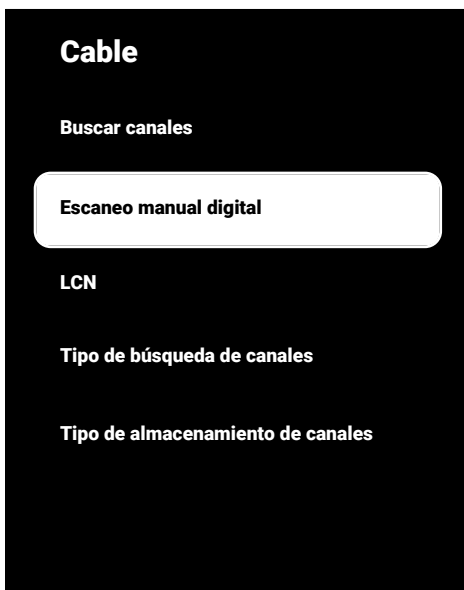 Cable
Buscar canales
Escaneo manual digital
LCN
Tipo de búsqueda de canales
Tipo de almacenamiento de canales